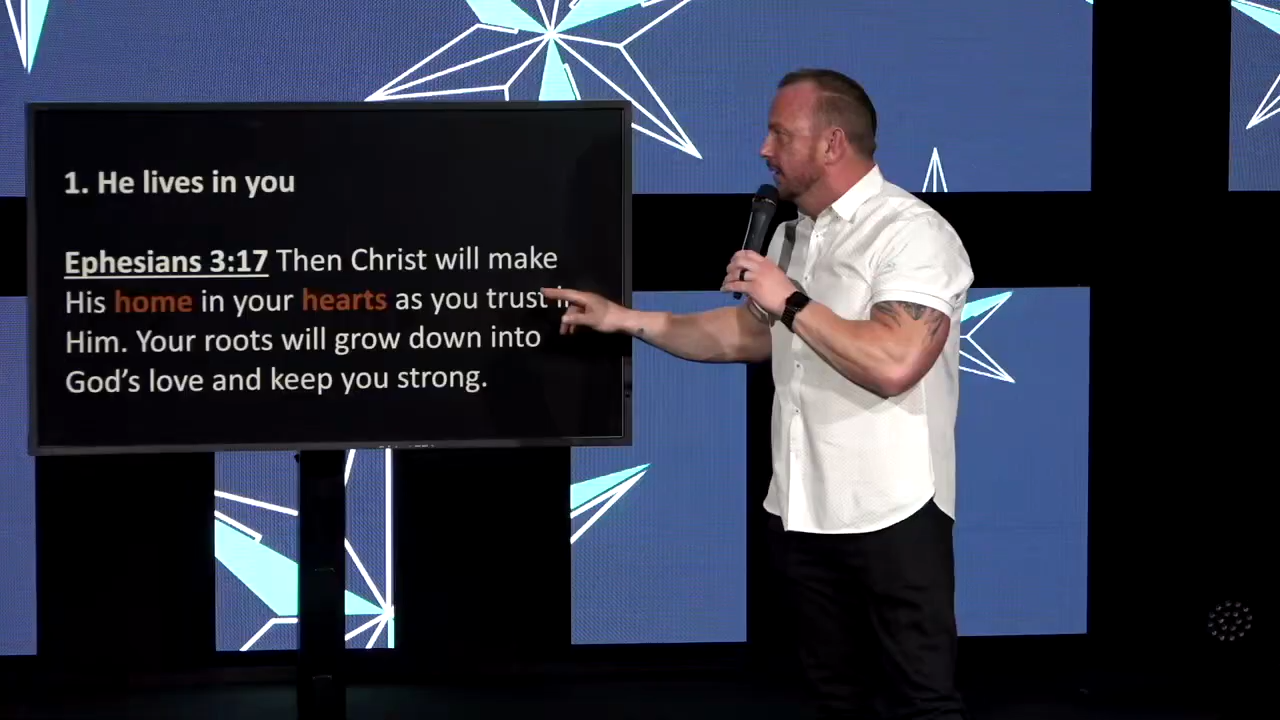 1. He lives in you
Ephesians 3:17 Then Christ will make
His home in your hearts as you trust
Him. Your roots will grow down into
God's love and keep you strong.